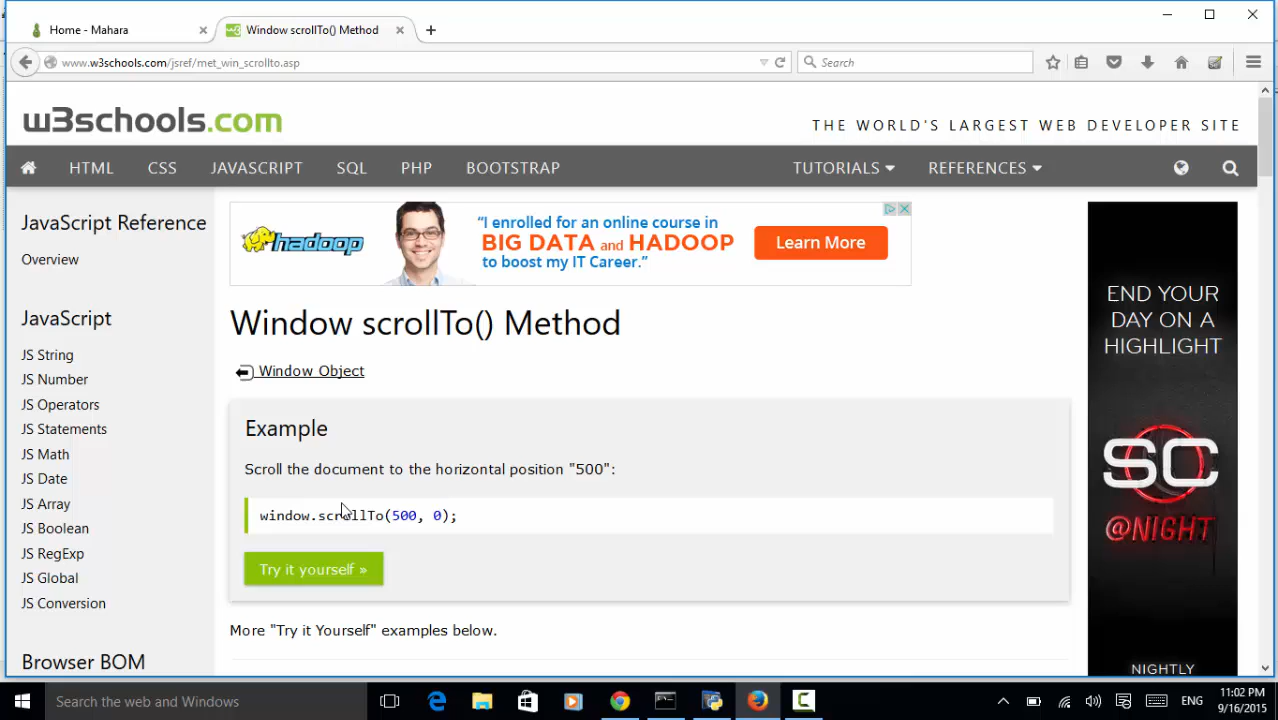 Home - Mahara
Window scrollTo() Method
www.w3schools.com/jsref/met_win_scrollto.asp
Search
w3schools.com
THE WORLD'S LARGEST WEB DEVELOPER SITE
HTML CSS JAVASCRIPT SQL PHP BOOTSTRAP TUTORIALS REFERENCES
JavaScript Reference
Overview
JavaScript
JS String
JS Number
JS Operators
JS Statements
JS Math
JS Date
JS Array
JS Boolean
JS RegExp
JS Global
JS Conversion
Browser BOM
hadoop
“I enrolled for an online course in
BIG DATA and HADOOP
to boost my IT Career.”
Learn More
Window scrollTo() Method
Window Object
Example
Scroll the document to the horizontal position "500":
window.scrollTo(500, 0);
Try it yourself »
More "Try it Yourself" examples below.
END YOUR
DAY ON A
HIGHLIGHT
SC
@NIGHT
NIGHTLY
Search the web and Windows
ENG
11:02 PM
9/16/2015